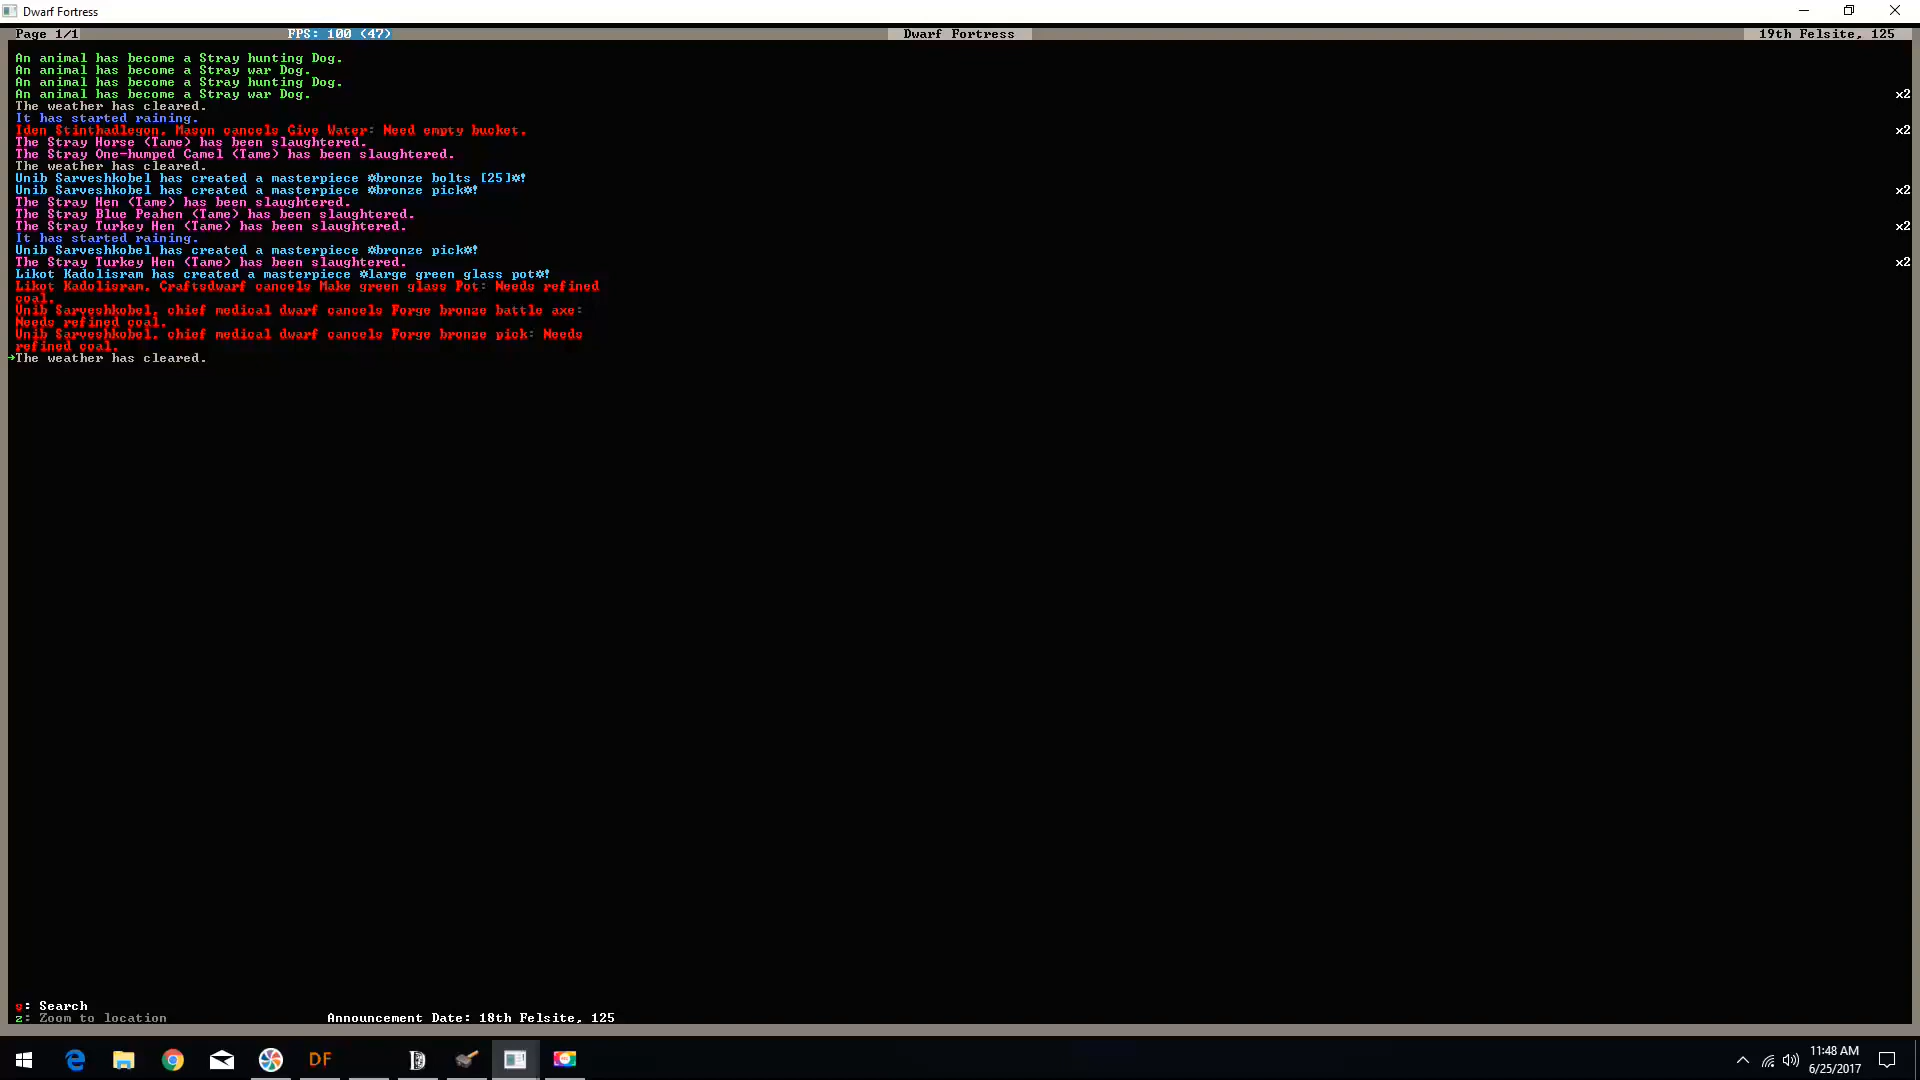 Dwarf Fortress
Page 1/1 FPS: 100 (47) Dwarf Fortress 19th Felsite, 125
An animal has become a Stray hunting Dog.
An animal has become a Stray war Dog.
An animal has become a Stray hunting Dog.
An animal has become a Stray war Dog. x2
The weather has cleared.
It has started raining.
Iden Stinthadlegon, Mason cancels Give Water: Need empty bucket. x2
The Stray Horse (Tame) has been slaughtered.
The Stray One-humped Camel (Tame) has been slaughtered.
The weather has cleared.
Unib Sarveshkobel has created a masterpiece ☼bronze bolts [25]☼!
Unib Sarveshkobel has created a masterpiece ☼bronze pick☼! x2
The Stray Hen (Tame) has been slaughtered.
The Stray Blue Peahen (Tame) has been slaughtered.
The Stray Turkey Hen (Tame) has been slaughtered. x2
It has started raining.
Unib Sarveshkobel has created a masterpiece ☼bronze pick☼!
The Stray Turkey Hen (Tame) has been slaughtered. x2
Likot Kadolisram has created a masterpiece ☼large green glass pot☼!
Likot Kadolisram, Craftsdwarf cancels Make green glass Pot: Needs refined
coal.
Unib Sarveshkobel, chief medical dwarf cancels Forge bronze battle axe:
Needs refined coal.
Unib Sarveshkobel, chief medical dwarf cancels Forge bronze pick: Needs
refined coal.
→The weather has cleared.
g: Search
z: Zoom to location Announcement Date: 18th Felsite, 125
DF
11:48 AM
6/25/2017